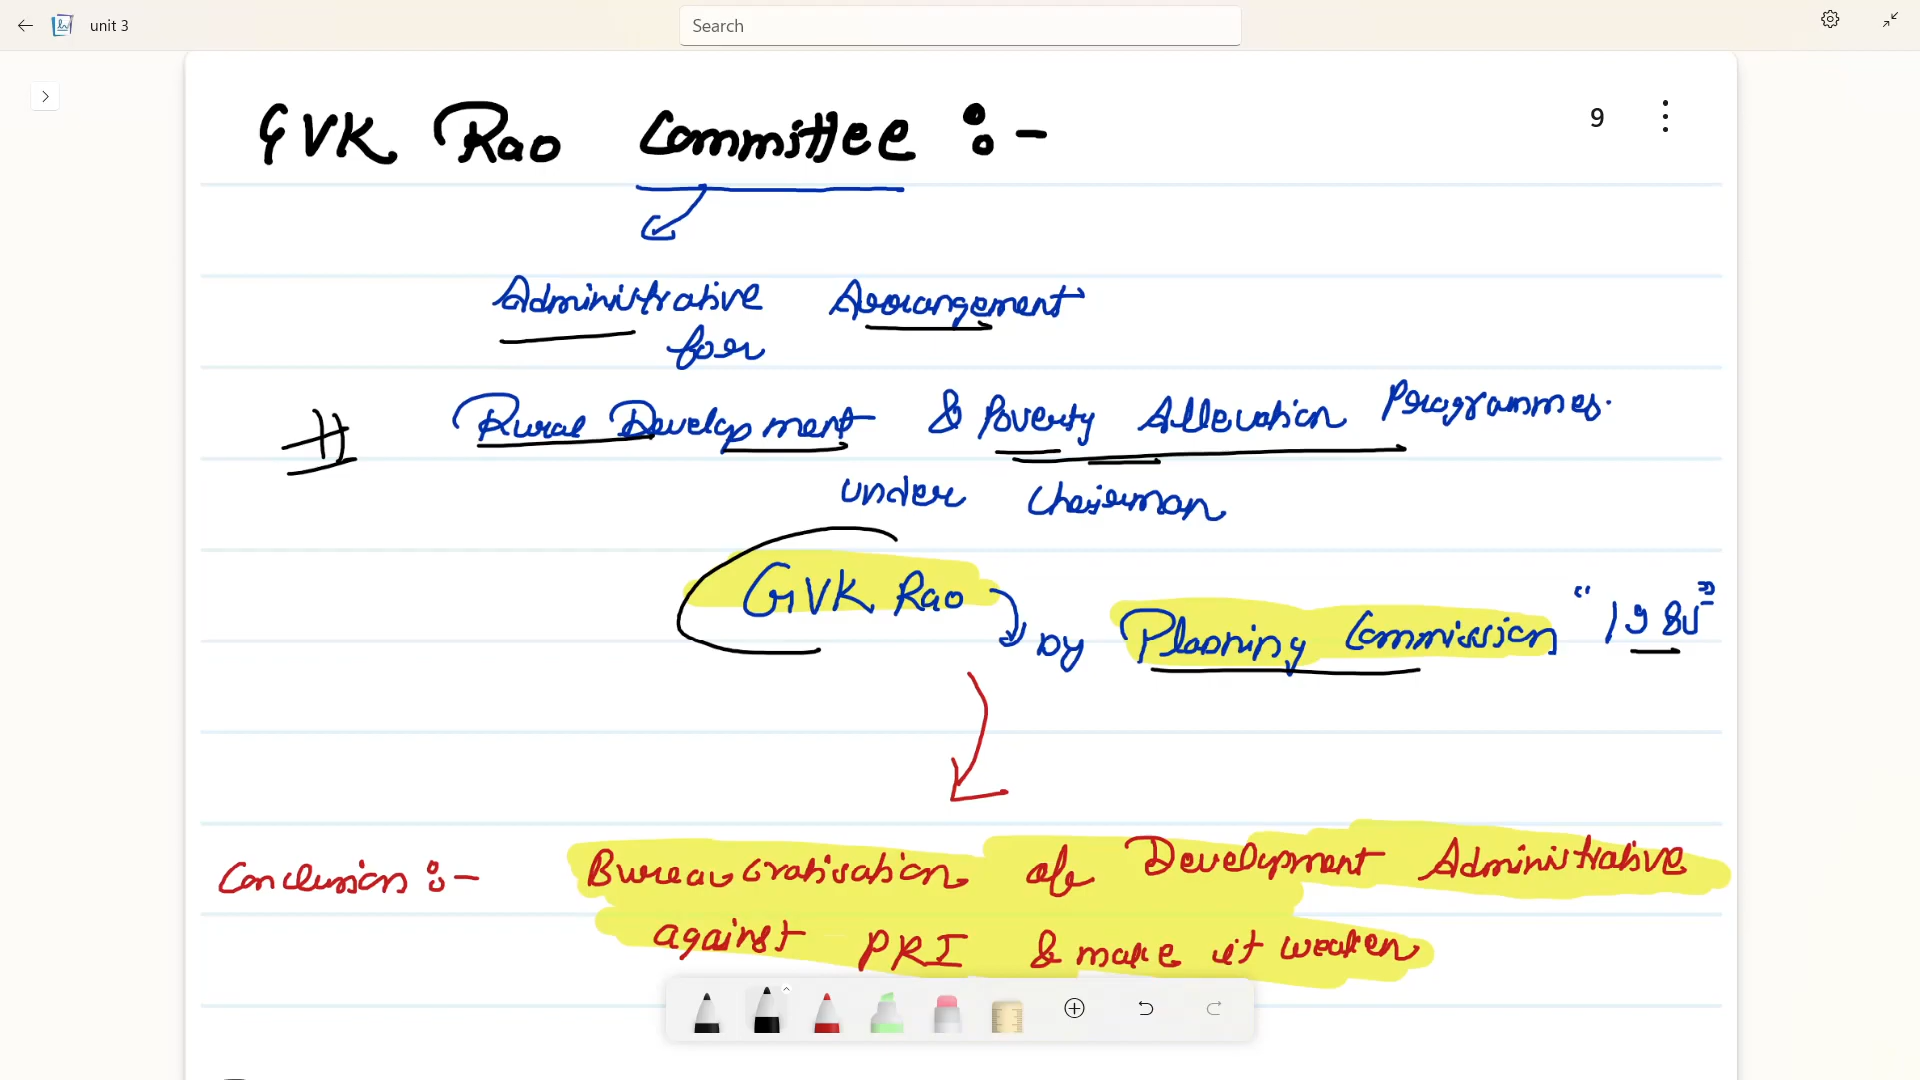 unit 3
Search
GVK Rao Committee :-
9
Administrative Arrangement
for
# Rural Development & Poverty Allevation Programmes.
under Chairman
GVK Rao
by Planning Commission "1985"
Conclusion :- Bureaucratisation of Development Administrative
against PRI & make it weaken